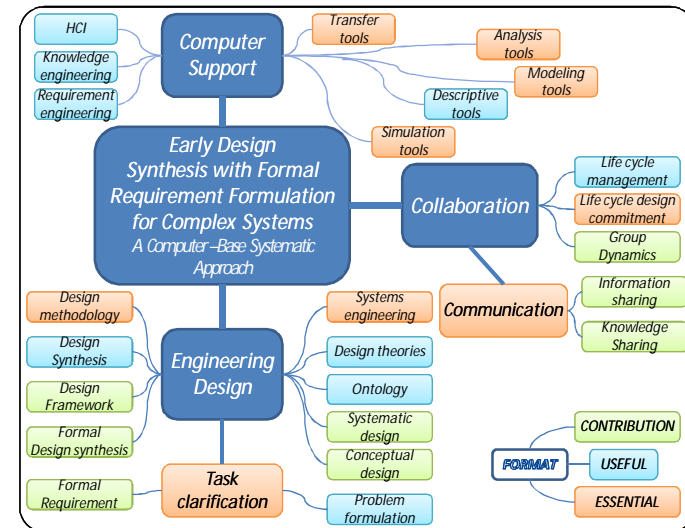 HCI
Knowledge
engineering
Requirement
engineering
Computer
Support
Transfer
tools
Analysis
tools
Modeling
tools
Descriptive
tools
Simulation
tools
Early Design
Synthesis with Formal
Requirement Formulation
for Complex Systems
A Computer–Base Systematic
Approach
Collaboration
Life cycle
management
Life cycle design
commitment
Group
Dynamics
Communication
Information
sharing
Knowledge
Sharing
Design
methodology
Design
Synthesis
Design
Framework
Formal
Design synthesis
Engineering
Design
Systems
engineering
Design theories
Ontology
Systematic
design
Conceptual
design
Formal
Requirement
Task
clarification
Problem
formulation
FORMAT
CONTRIBUTION
USEFUL
ESSENTIAL